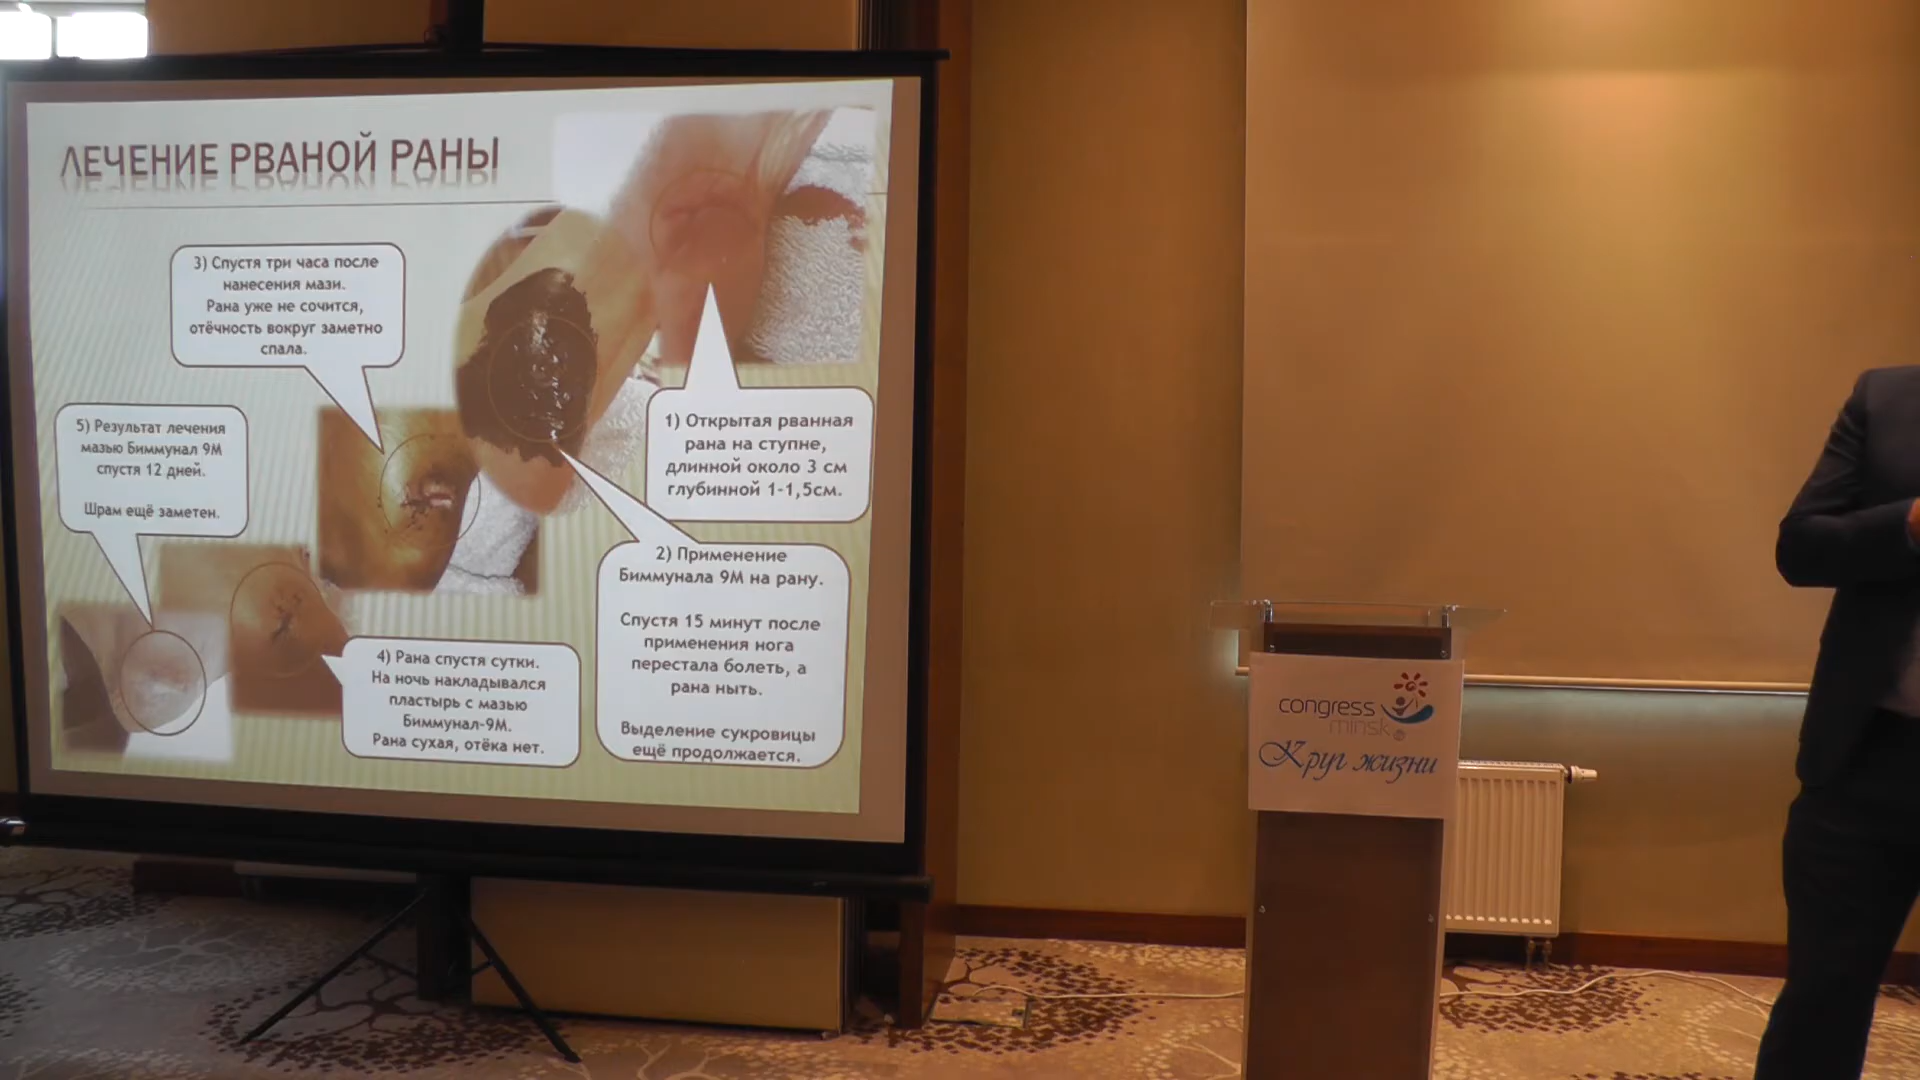 ЛЕЧЕНИЕ РВАНОЙ РАНЫ
1) Открытая рванная
рана на ступне,
длинной около 3 см
глубинной 1-1,5см.
2) Применение
Биммунала 9М на рану.
Спустя 15 минут после
применения нога
перестала болеть, а
рана ныть.
Выделение сукровицы
ещё продолжается.
3) Спустя три часа после
нанесения мази.
Рана уже не сочится,
отёчность вокруг заметно
спала.
4) Рана спустя сутки.
На ночь накладывался
пластырь с мазью
Биммунал-9М.
Рана сухая, отёка нет.
5) Результат лечения
мазью Биммунал 9М
спустя 12 дней.
Шрам ещё заметен.
congress
minsk
Круг жизни